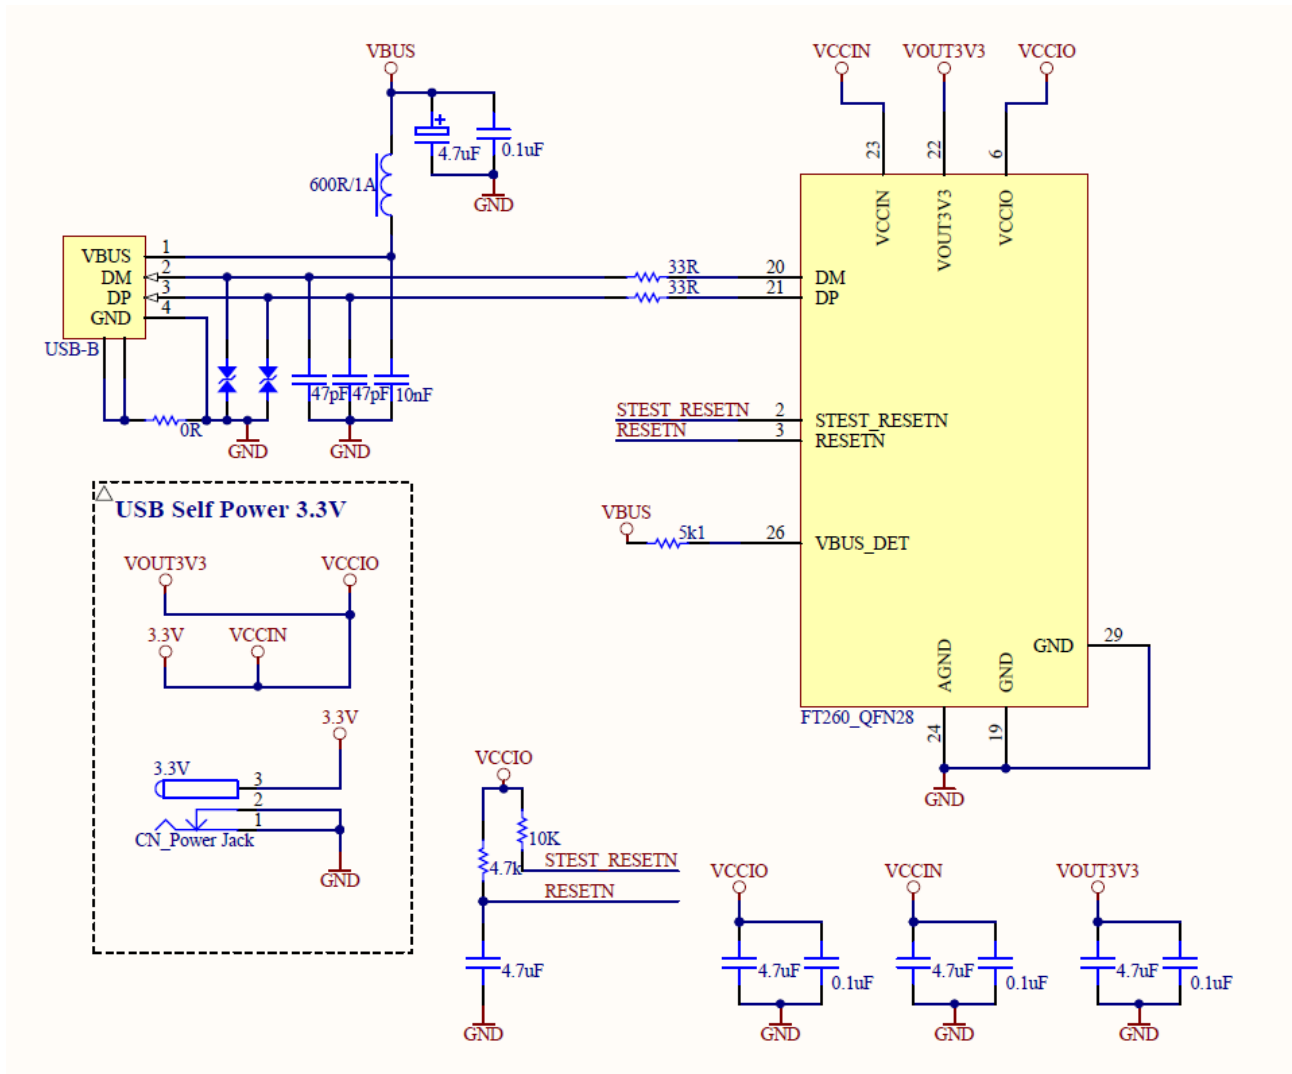 VBUS
VCCIN VOUT3V3 VCCIO
+
4.7uF 0.1uF
600R/1A
GND
23 22 6
VCCIN VOUT3V3 VCCIO
VBUS 1
DM 2
DP 3
GND 4
USB-B
33R 20 DM
33R 21 DP
47pF 47pF 10nF
0R
GND GND
STEST_RESETN 2 STEST_RESETN
RESETN 3 RESETN
USB Self Power 3.3V
VBUS
5k1 26 VBUS_DET
VOUT3V3 VCCIO
3.3V VCCIN
AGND GND GND 29
FT260_QFN28
24 19
GND
3.3V
3.3V
3
2
1
CN_Power Jack
GND
VCCIO
10K
4.7k
STEST_RESETN
RESETN
4.7uF
GND
VCCIO VCCIN VOUT3V3
4.7uF 0.1uF 4.7uF 0.1uF 4.7uF 0.1uF
GND GND GND